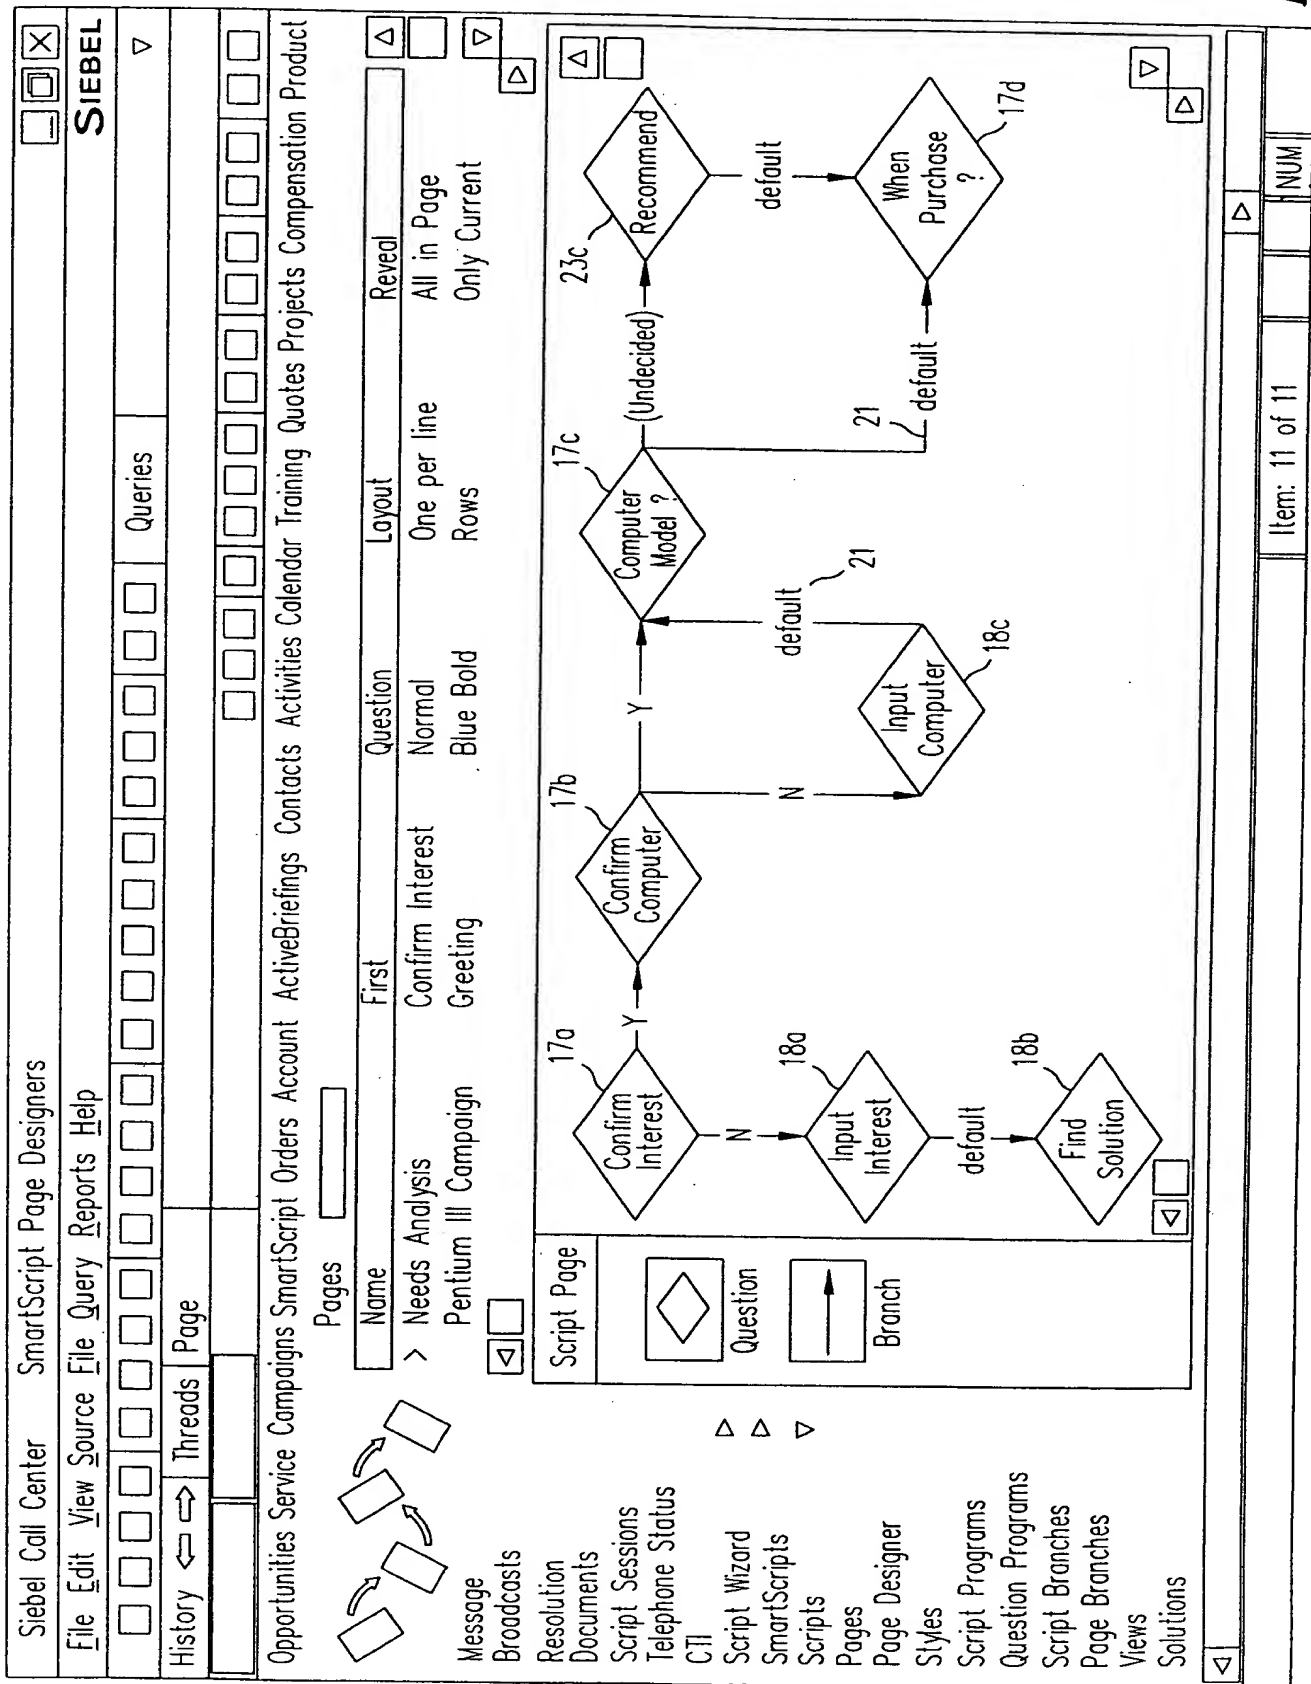 Siebel Call Center SmartScript Page Designers
SIEBEL
File Edit View Source File Query Reports Help
Queries
History Threads Page
Opportunities Service Campaigns SmartScript Orders Account ActiveBriefings Contacts Activities Calendar Training Quotes Projects Compensation Product
Pages
Name First Question Layout Reveal
> Needs Analysis Confirm Interest Normal One per line All in Page
Pentium III Campaign Greeting Blue Bold Rows Only Current
Message
Broadcasts
Resolution
Documents
Script Sessions
Telephone Status
CTI
Script Wizard
SmartScripts
Scripts
Pages
Page Designer
Styles
Script Programs
Question Programs
Script Branches
Page Branches
Views
Solutions
Script Page
Question
Branch
17a
Confirm
Interest
Y
17b
Confirm
Computer
Y
17c
Computer
Model ?
(Undecided)
23c
Recommend
N
18a
Input
Interest
default
18b
Find
Solution
N
Input
Computer
18c
default
21
21
default
default
When
Purchase
?
17d
Item: 11 of 11
NUM